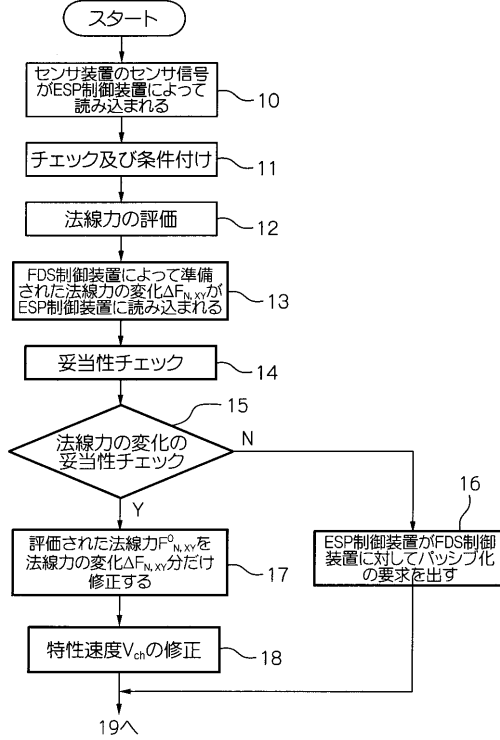 スタート
センサ装置のセンサ信号
がESP制御装置によって
読み込まれる
10
チェック及び条件付け
11
法線力の評価
12
FDS制御装置によって準備
された法線力の変化ΔF_N,XYが
ESP制御装置に読み込まれる
13
妥当性チェック
14
15
法線力の変化の
妥当性チェック
N
Y
16
ESP制御装置がFDS制御
装置に対してパッシブ化
の要求を出す
評価された法線力F⁰_N,XYを
法線力の変化ΔF_N,XY分だけ
修正する
17
特性速度V_chの修正
18
19へ